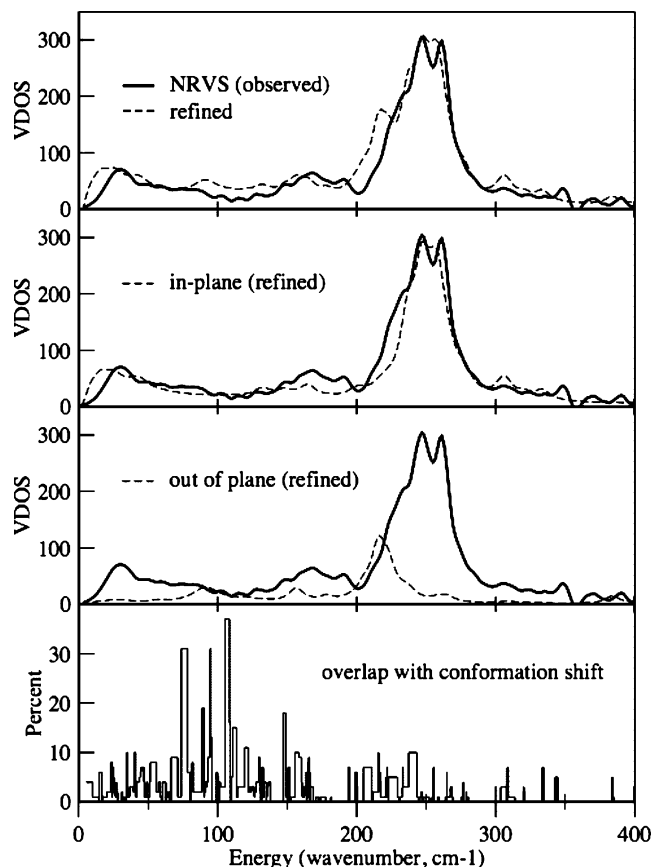 300
200
100
0
VDOS
NRVS (observed)
refined
300
200
100
0
VDOS
in-plane (refined)
300
200
100
0
VDOS
out of plane (refined)
30
20
10
0
Percent
overlap with conformation shift
0 100 200 300 400
Energy (wavenumber, cm-1)